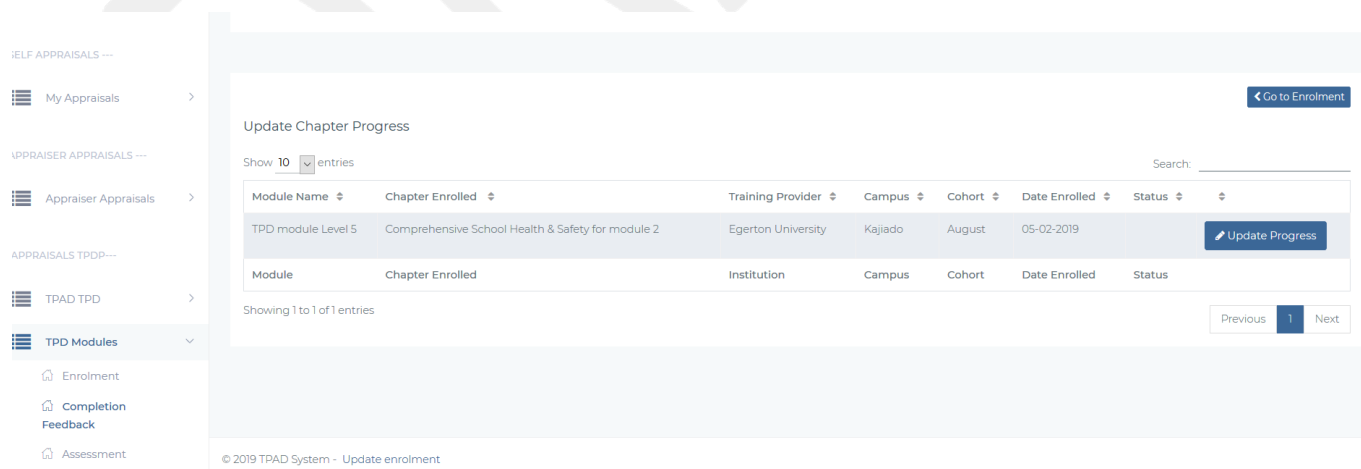 SELF APPRAISALS ---
My Appraisals
APPRAISER APPRAISALS ---
Appraiser Appraisals
APPRAISALS TPDP---
TPAD TPD
TPD Modules
Enrolment
Completion
Feedback
Assessment
Go to Enrolment
Update Chapter Progress
Show 10 entries Search:
Module Name Chapter Enrolled Training Provider Campus Cohort Date Enrolled Status
TPD module Level 5 Comprehensive School Health & Safety for module 2 Egerton University Kajiado August 05-02-2019 Update Progress
Module Chapter Enrolled Institution Campus Cohort Date Enrolled Status
Showing 1 to 1 of 1 entries
Previous 1 Next
© 2019 TPAD System - Update enrolment